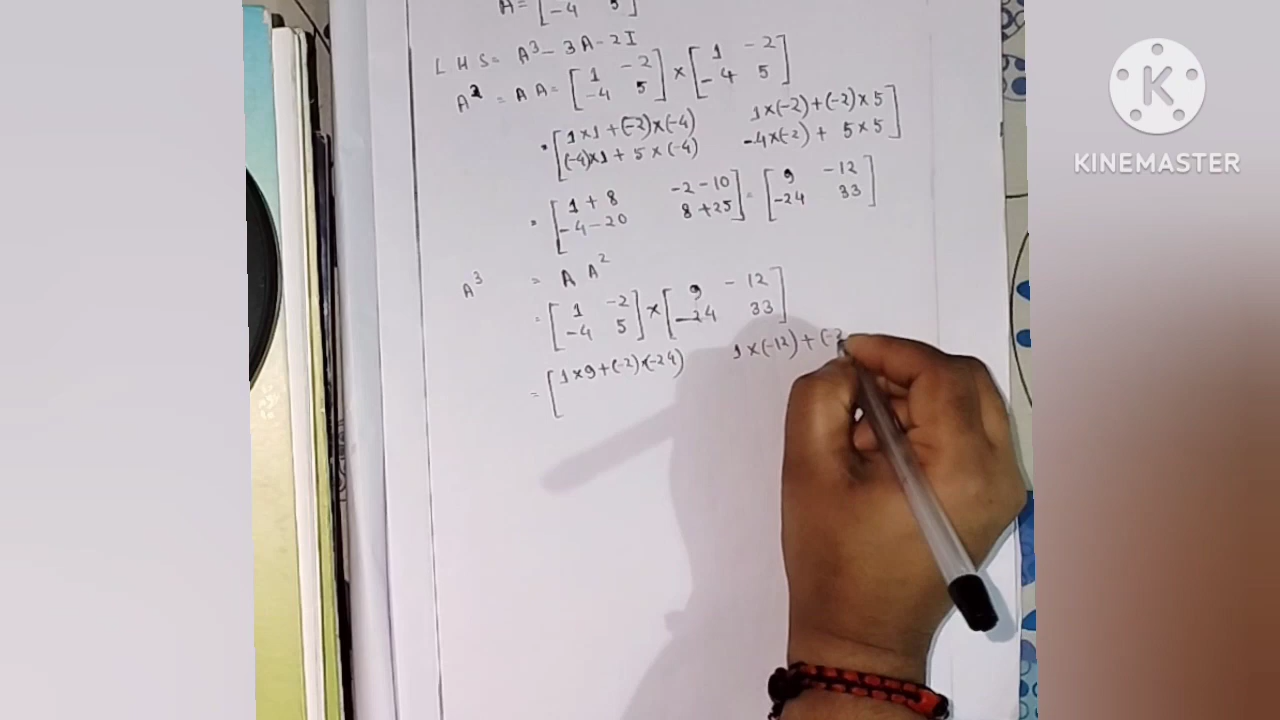 A = [ -4 5 ]
LHS = A³ - 3A - 2I
A² = AA = [ 1 -2 ] × [ 1 -2 ]
[ -4 5 ] [ -4 5 ]
= [ 1×1 + (-2)×(-4) 1×(-2) + (-2)×5 ]
[ (-4)×1 + 5×(-4) -4×(-2) + 5×5 ]
= [ 1 + 8 -2 - 10 ] = [ 9 -12 ]
[ -4 - 20 8 + 25 ] [ -24 33 ]
A³ = A A²
= [ 1 -2 ] × [ 9 -12 ]
[ -4 5 ] [ -24 33 ]
= [ 1×9 + (-2)×(-24) 1×(-12) + (-2
KINEMASTER